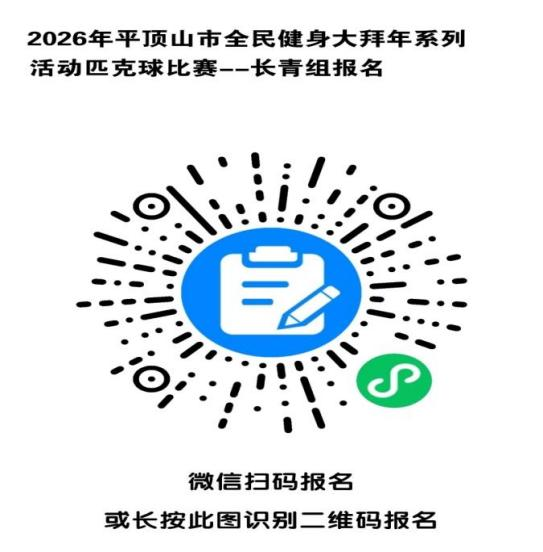 2026年平顶山市全民健身大拜年系列
活动匹克球比赛--长青组报名
微信扫码报名
或长按此图识别二维码报名